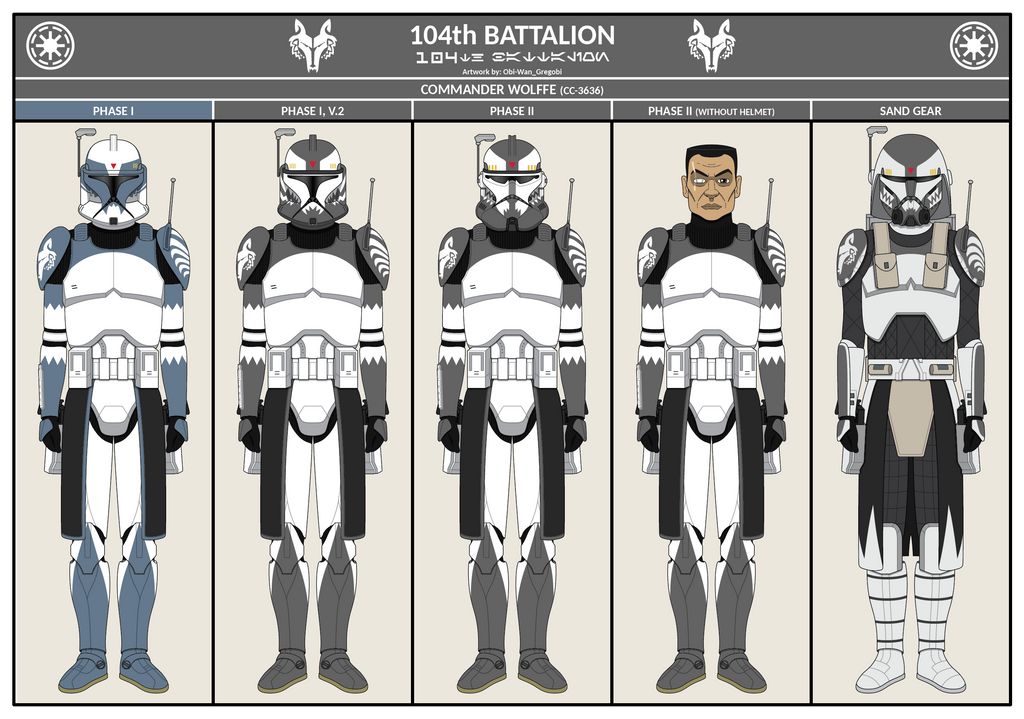 104th BATTALION
Artwork by: Obi-Wan_Gregobi
COMMANDER WOLFFE (CC-3636)
PHASE I
PHASE I, V.2
PHASE II
PHASE II (WITHOUT HELMET)
SAND GEAR